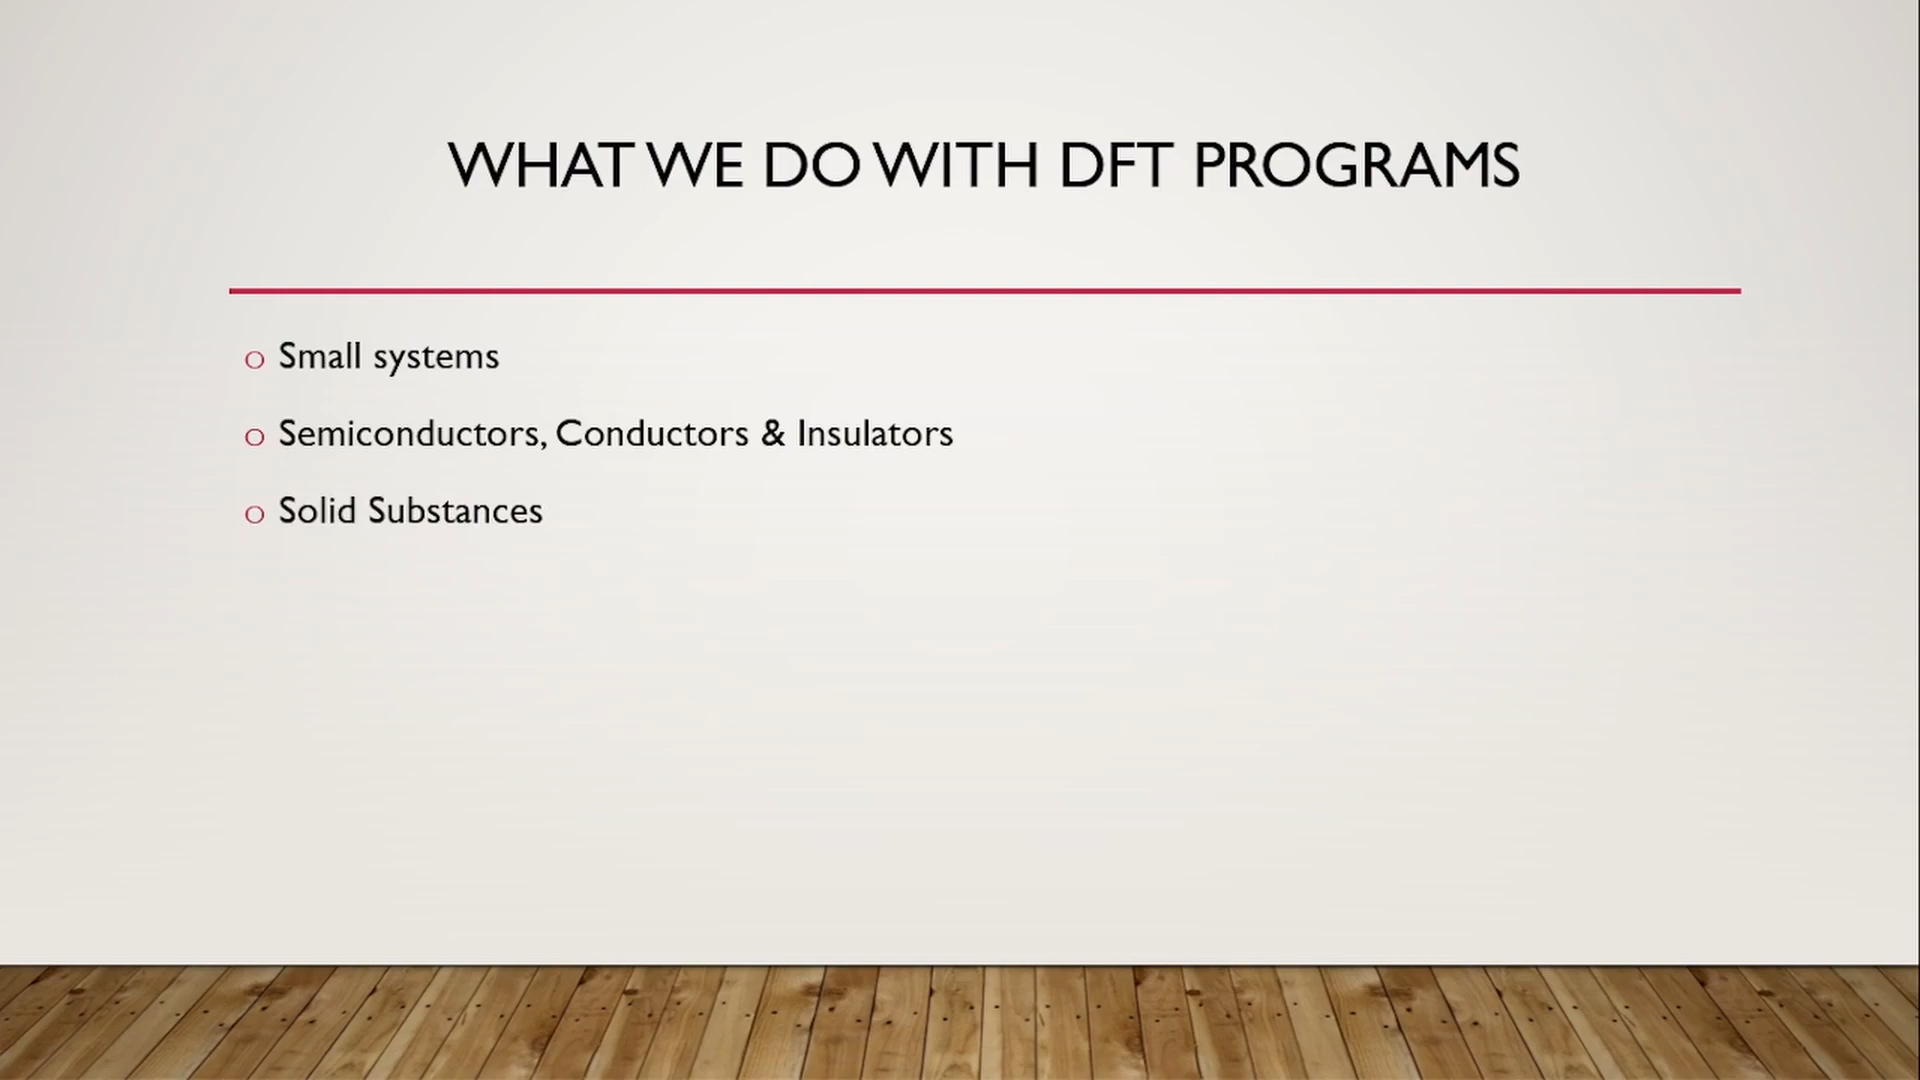 WHAT WE DO WITH DFT PROGRAMS
o Small systems
o Semiconductors, Conductors & Insulators
o Solid Substances